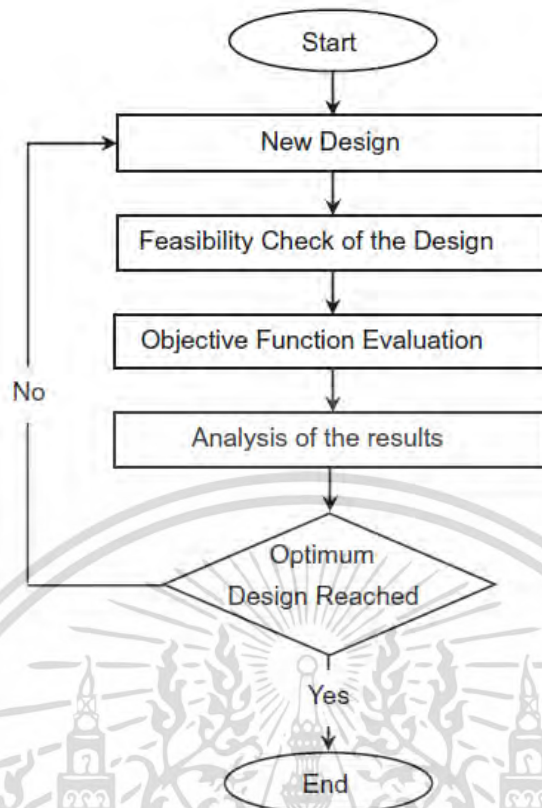 Start
New Design
Feasibility Check of the Design
Objective Function Evaluation
No
Analysis of the results
Optimum
Design Reached
Yes
End